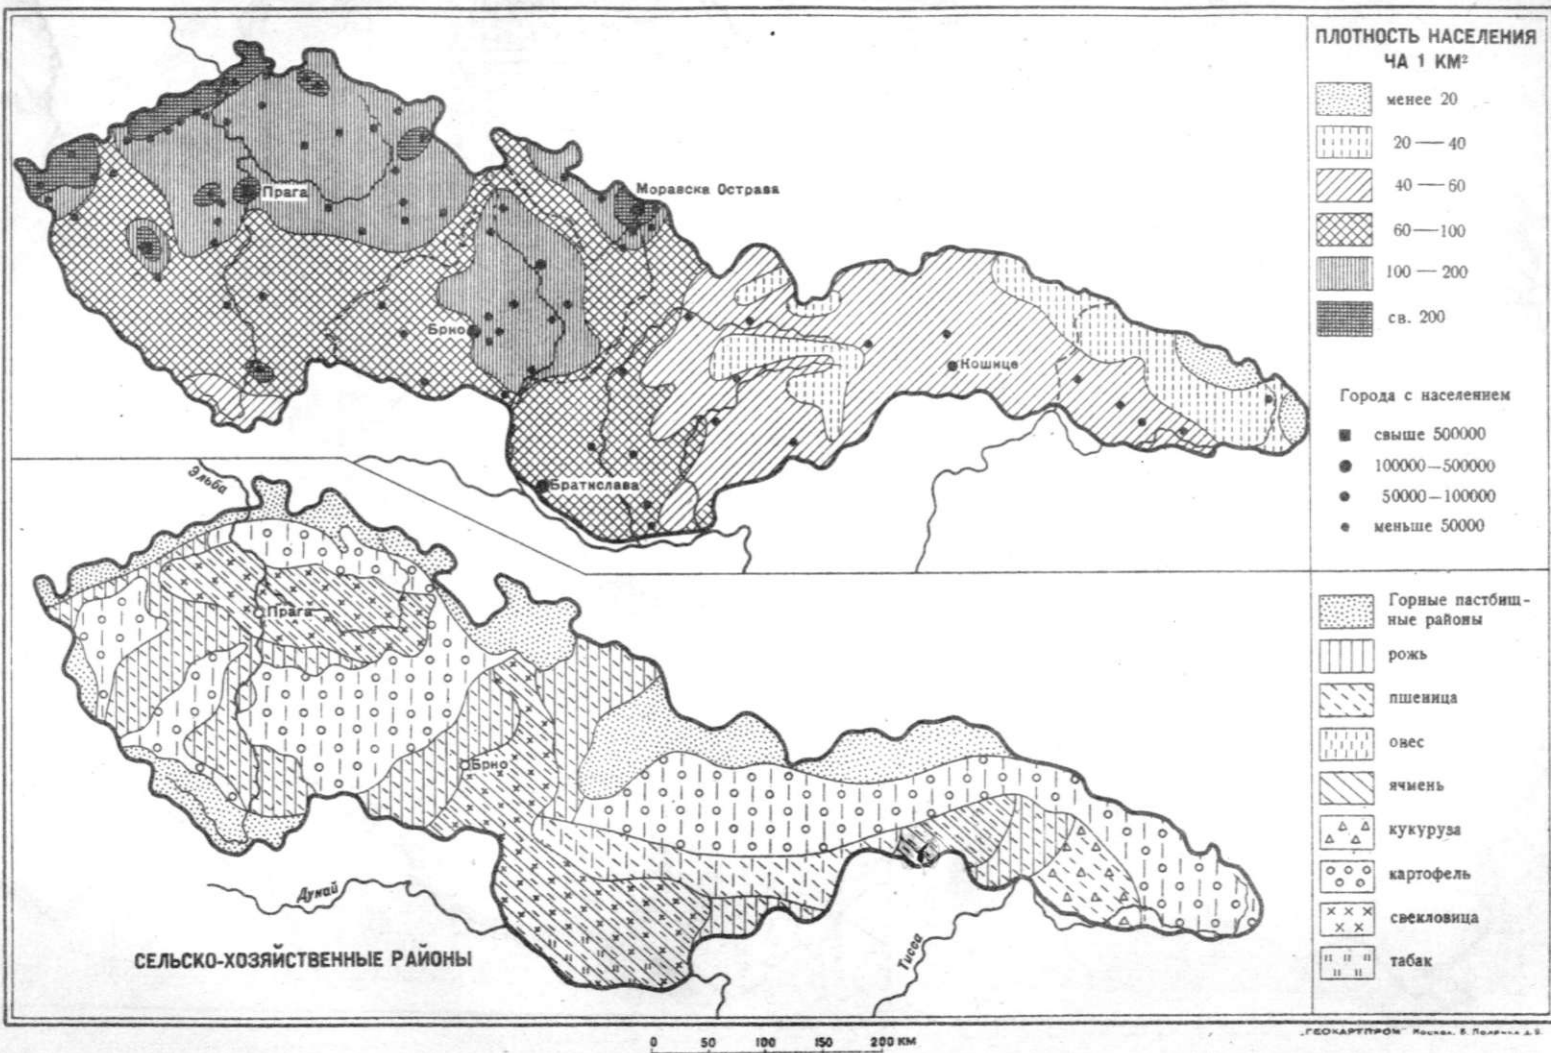 ПЛОТНОСТЬ НАСЕЛЕНИЯ
ЧА 1 КМ²
менее 20
20 — 40
40 — 60
60 — 100
100 — 200
св. 200
Города с населением
свыше 500000
100000—500000
50000—100000
меньше 50000
Прага
Моравска Острава
Брно
Кошице
Братислава
Эльба
Прага
Брно
Дунай
Тисса
СЕЛЬСКО-ХОЗЯЙСТВЕННЫЕ РАЙОНЫ
Горные пастбищ-
ные районы
рожь
пшеница
овес
ячмень
кукуруза
картофель
свекловица
табак
„ГЕОКАРТПРОМ" Москва, Б.
0 50 100 150 200 КМ